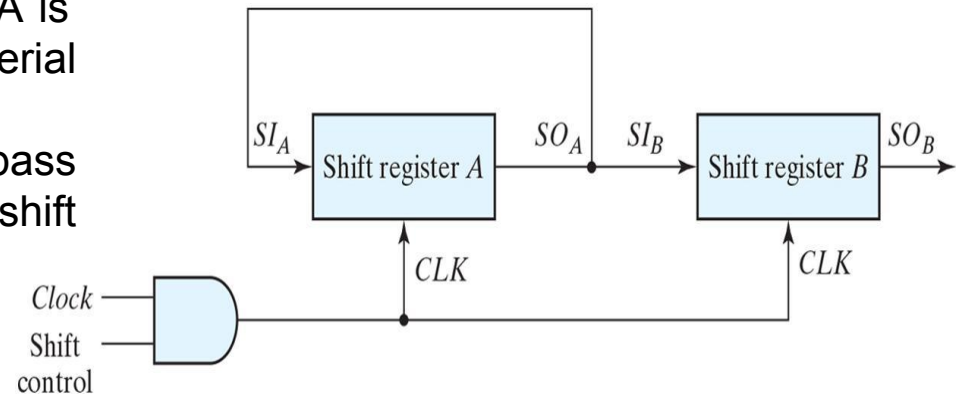 A is
erial
pass
shift
SI_A
Shift register A
SO_A
SI_B
Shift register B
SO_B
CLK
CLK
Clock
Shift
control